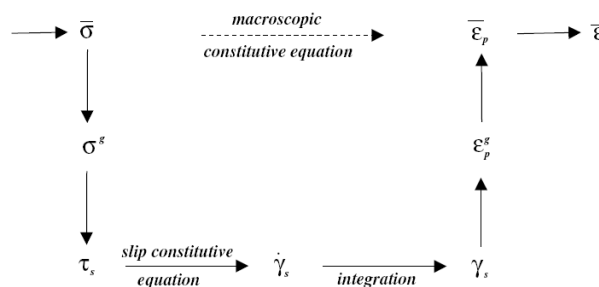 σ̅ macroscopic ε̅ₚ ε̅
constitutive equation
σᵍ εₚᵍ
τₛ slip constitutive γ̇ₛ γₛ
equation integration